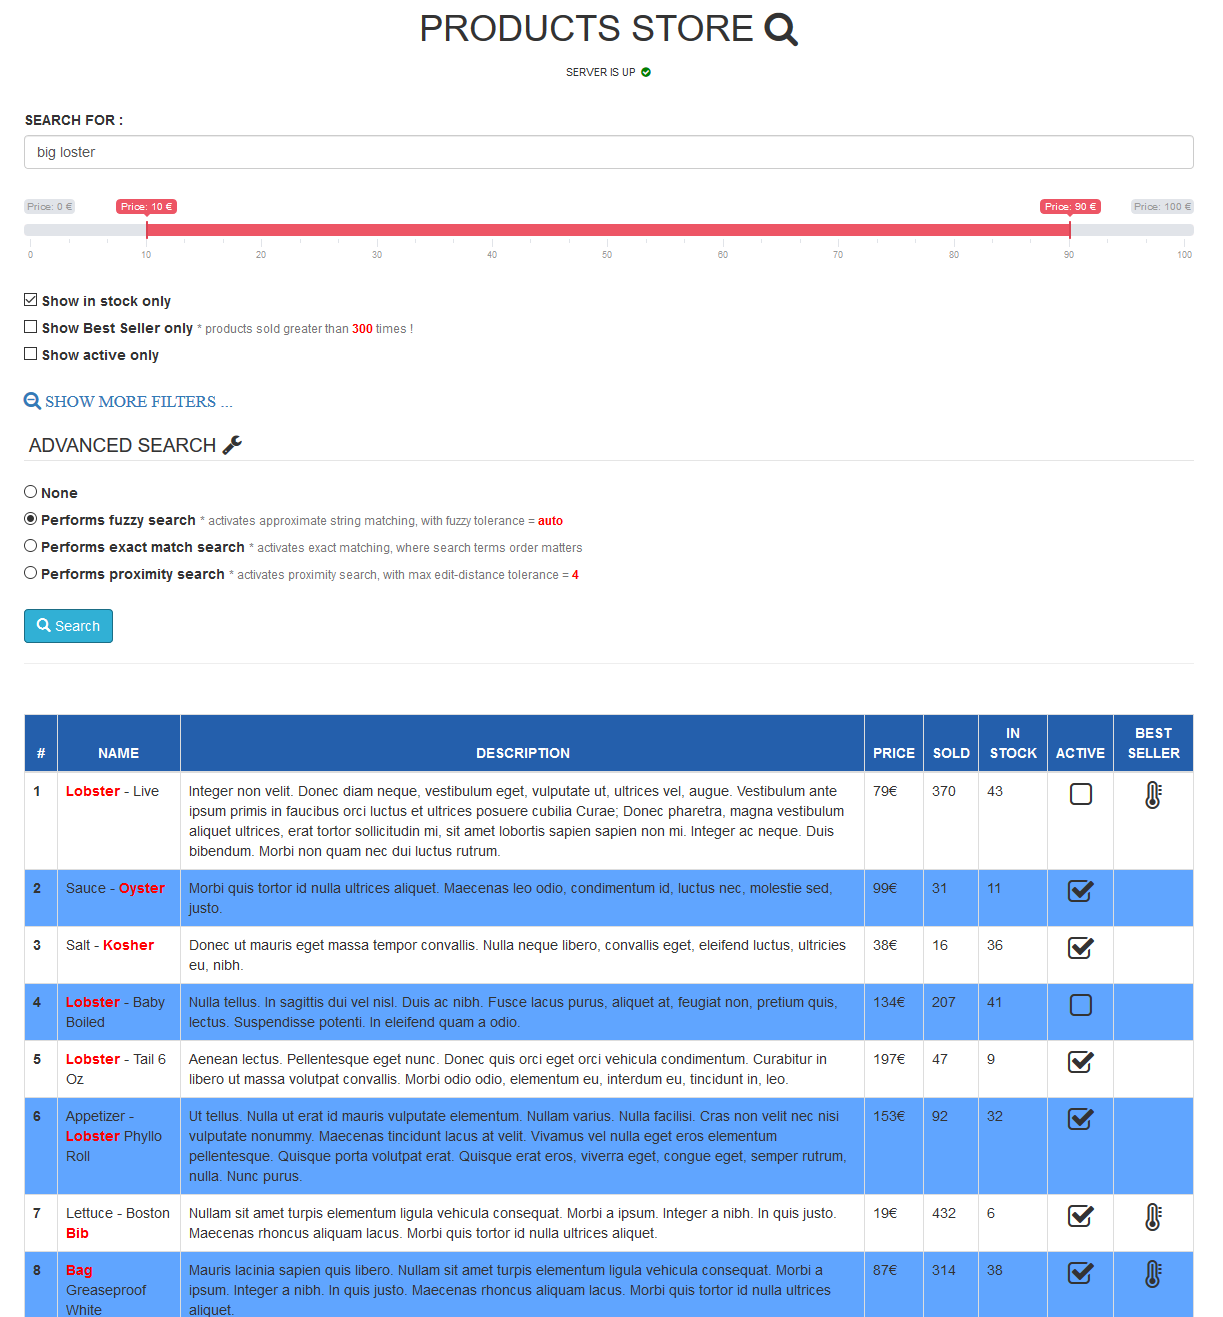 PRODUCTS STORE
SERVER IS UP
SEARCH FOR :
big loster
Price: 0 € Price: 10 € Price: 90 € Price: 100 €
0 10 20 30 40 50 60 70 80 90 100
Show in stock only
Show Best Seller only * products sold greater than 300 times !
Show active only
SHOW MORE FILTERS ...
ADVANCED SEARCH
None
Performs fuzzy search * activates approximate string matching, with fuzzy tolerance = auto
Performs exact match search * activates exact matching, where search terms order matters
Performs proximity search * activates proximity search, with max edit-distance tolerance = 4
Search
# NAME DESCRIPTION PRICE SOLD IN STOCK ACTIVE BEST SELLER
1 Lobster - Live Integer non velit. Donec diam neque, vestibulum eget, vulputate ut, ultrices vel, augue. Vestibulum ante 79€ 370 43
ipsum primis in faucibus orci luctus et ultrices posuere cubilia Curae; Donec pharetra, magna vestibulum
aliquet ultrices, erat tortor sollicitudin mi, sit amet lobortis sapien sapien non mi. Integer ac neque. Duis
bibendum. Morbi non quam nec dui luctus rutrum.
2 Sauce - Oyster Morbi quis tortor id nulla ultrices aliquet. Maecenas leo odio, condimentum id, luctus nec, molestie sed, 99€ 31 11
justo.
3 Salt - Kosher Donec ut mauris eget massa tempor convallis. Nulla neque libero, convallis eget, eleifend luctus, ultricies 38€ 16 36
eu, nibh.
4 Lobster - Baby Nulla tellus. In sagittis dui vel nisl. Duis ac nibh. Fusce lacus purus, aliquet at, feugiat non, pretium quis, 134€ 207 41
Boiled lectus. Suspendisse potenti. In eleifend quam a odio.
5 Lobster - Tail 6 Aenean lectus. Pellentesque eget nunc. Donec quis orci eget orci vehicula condimentum. Curabitur in 197€ 47 9
Oz libero ut massa volutpat convallis. Morbi odio odio, elementum eu, interdum eu, tincidunt in, leo.
6 Appetizer - Ut tellus. Nulla ut erat id mauris vulputate elementum. Nullam varius. Nulla facilisi. Cras non velit nec nisi 153€ 92 32
Lobster Phyllo vulputate nonummy. Maecenas tincidunt lacus at velit. Vivamus vel nulla eget eros elementum
Roll pellentesque. Quisque porta volutpat erat. Quisque erat eros, viverra eget, congue eget, semper rutrum,
nulla. Nunc purus.
7 Lettuce - Boston Nullam sit amet turpis elementum ligula vehicula consequat. Morbi a ipsum. Integer a nibh. In quis justo. 19€ 432 6
Bib Maecenas rhoncus aliquam lacus. Morbi quis tortor id nulla ultrices aliquet.
8 Bag Mauris lacinia sapien quis libero. Nullam sit amet turpis elementum ligula vehicula consequat. Morbi a 87€ 314 38
Greaseproof ipsum. Integer a nibh. In quis justo. Maecenas rhoncus aliquam lacus. Morbi quis tortor id nulla ultrices
White aliquet.